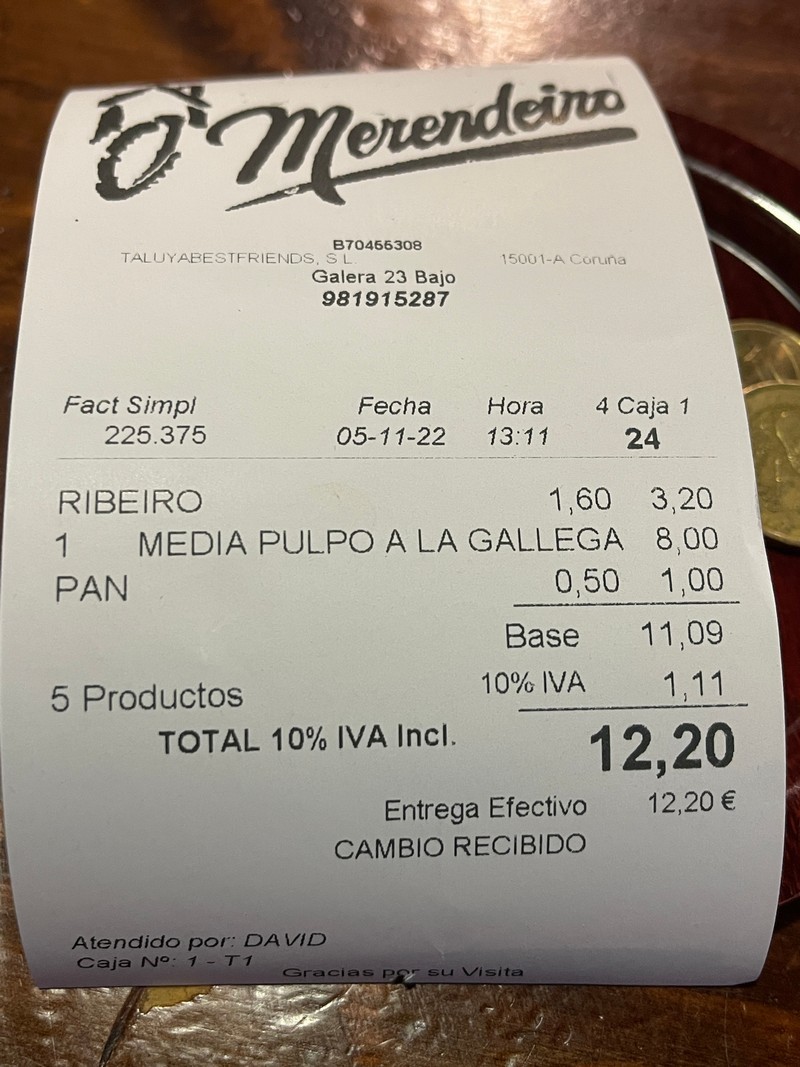 O' Merendeiro
B70466308
TALUYABESTFRIENDS, S L. 15001-A Coruña
Galera 23 Bajo
981915287
Fact Simpl Fecha Hora 4 Caja 1
225.375 05-11-22 13:11 24
RIBEIRO 1,60 3,20
1 MEDIA PULPO A LA GALLEGA 8,00
PAN 0,50 1,00
Base 11,09
5 Productos 10% IVA 1,11
TOTAL 10% IVA Incl. 12,20
Entrega Efectivo 12,20 €
CAMBIO RECIBIDO
Atendido por: DAVID
Caja Nº: 1 - T1
Gracias por su Visita